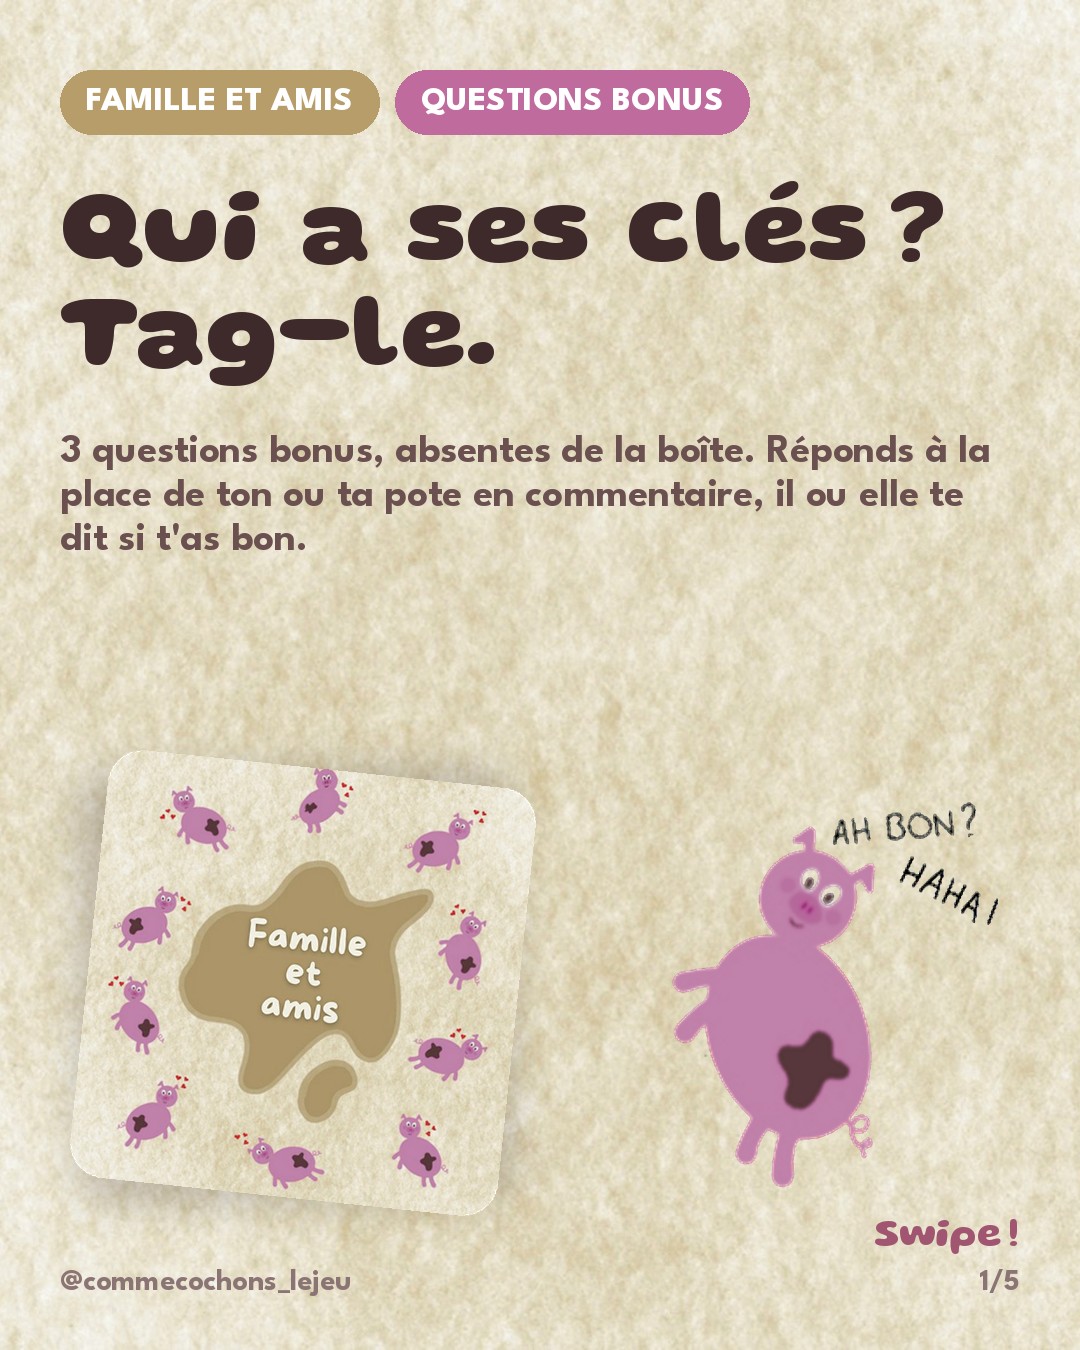 FAMILLE ET AMIS
QUESTIONS BONUS
Qui a ses clés ?
Tag-le.
3 questions bonus, absentes de la boîte. Réponds à la
place de ton ou ta pote en commentaire, il ou elle te
dit si t'as bon.
Famille
et
amis
AH BON?
HAHA!
Swipe !
@commecochons_lejeu
1/5